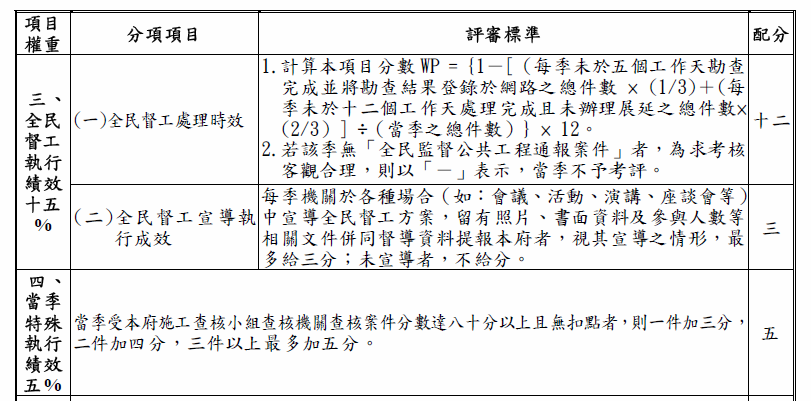 項目
權重
分項項目
評審標準
配分
三、
全民
督工
執行
績效
十五
%
(一)全民督工處理時效
1.計算本項目分數 WP = {1－[（每季未於五個工作天勘查
完成並將勘查結果登錄於網路之總件數 × (1/3)＋(每
季未於十二個工作天處理完成且未辦理展延之總件數×
(2/3) ] ÷（當季之總件數）} × 12。
2.若該季無「全民監督公共工程通報案件」者，為求考核
客觀合理，則以「－」表示，當季不予考評。
十二
(二)全民督工宣導執
行成效
每季機關於各種場合（如：會議、活動、演講、座談會等）
中宣導全民督工方案，留有照片、書面資料及參與人數等
相關文件併同督導資料提報本府者，視其宣導之情形，最
多給三分；未宣導者，不給分。
三
四、
當季
特殊
執行
績效
五%
當季受本府施工查核小組查核機關查核案件分數達八十分以上且無扣點者，則一件加三分，
二件加四分，三件以上最多加五分。
五